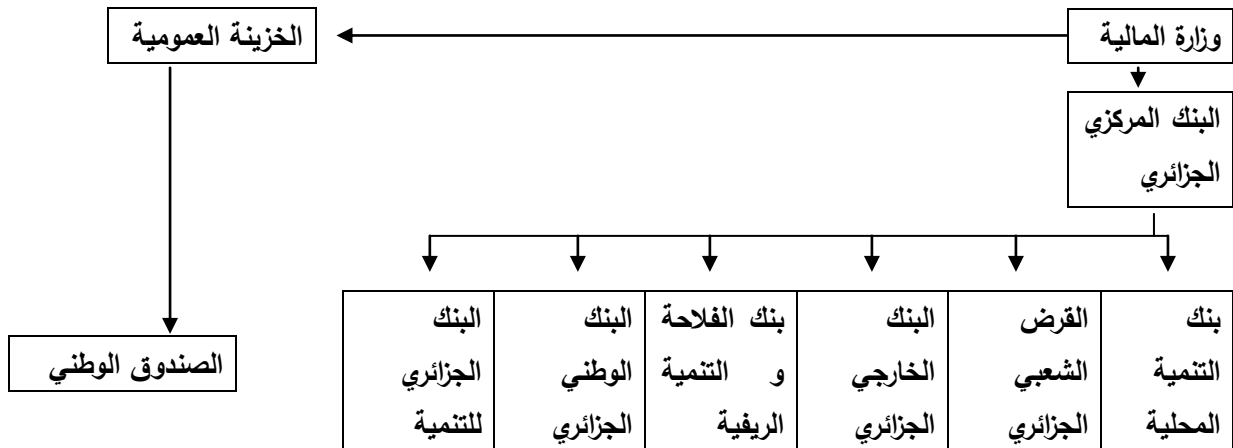 وزارة المالية
الخزينة العمومية
البنك المركزي
الجزائري
بنك
التنمية
المحلية
القرض
الشعبي
الجزائري
البنك
الخارجي
الجزائري
بنك الفلاحة
و التنمية
الريفية
البنك
الوطني
الجزائري
البنك
الجزائري
للتنمية
الصندوق الوطني